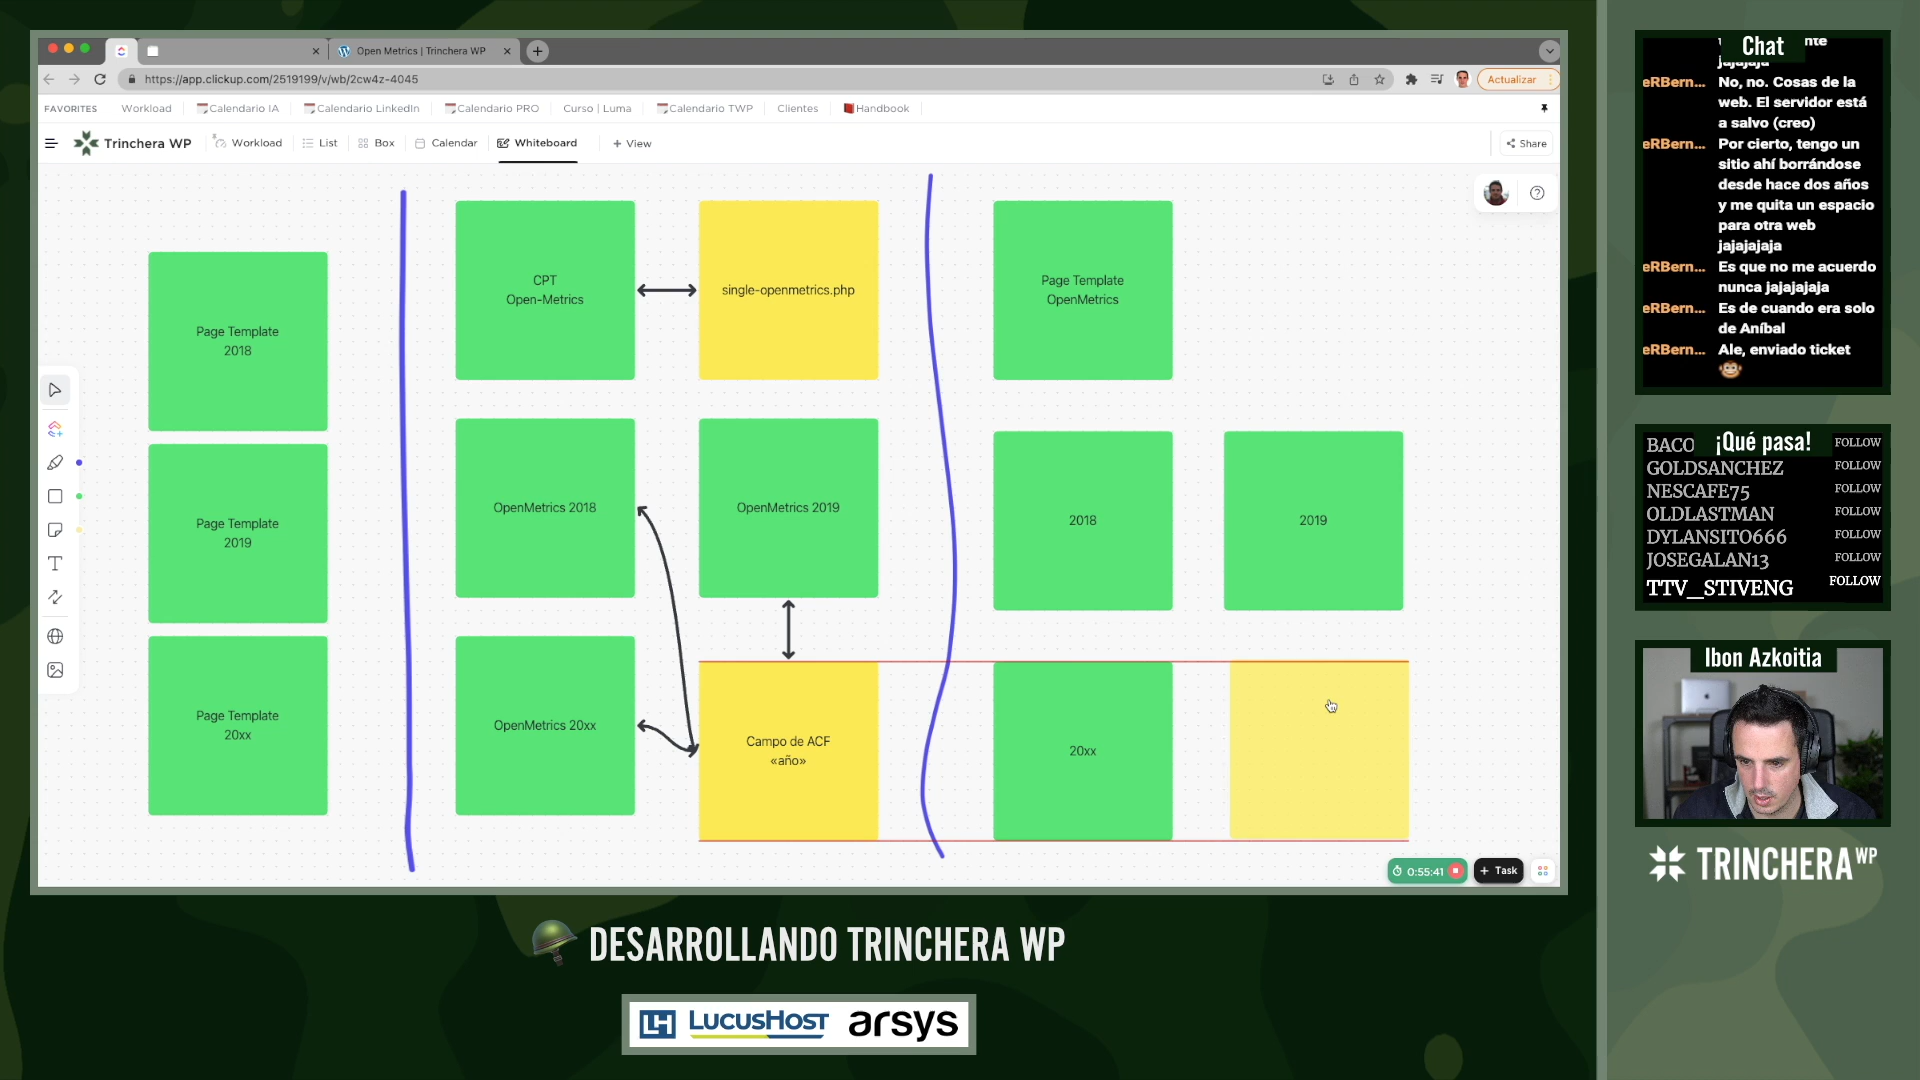 Open Metrics | Trinchera WP
https://app.clickup.com/2519199/v/wb/2cw4z-4045
Actualizar
FAVORITES Workload Calendario IA Calendario LinkedIn Calendario PRO Curso | Luma Calendario TWP Clientes Handbook
Trinchera WP Workload List Box Calendar Whiteboard + View Share
Page Template
2018
Page Template
2019
Page Template
20xx
CPT
Open-Metrics
single-openmetrics.php
OpenMetrics 2018
OpenMetrics 2019
OpenMetrics 20xx
Campo de ACF
«año»
Page Template
OpenMetrics
2018
2019
20xx
0:55:41
+ Task
DESARROLLANDO TRINCHERA WP
LH LUCUSHOST arsys
Chat
nte
jajajaja
eRBern... No, no. Cosas de la
web. El servidor está
a salvo (creo)
eRBern... Por cierto, tengo un
sitio ahí borrándose
desde hace dos años
y me quita un espacio
para otra web
jajajajaja
eRBern... Es que no me acuerdo
nunca jajajajaja
eRBern... Es de cuando era solo
de Aníbal
eRBern... Ale, enviado ticket
¡Qué pasa!
BACO FOLLOW
GOLDSANCHEZ FOLLOW
NESCAFE75 FOLLOW
OLDLASTMAN FOLLOW
DYLANSITO666 FOLLOW
JOSEGALAN13 FOLLOW
TTV_STIVENG FOLLOW
Ibon Azkoitia
TRINCHERA WP